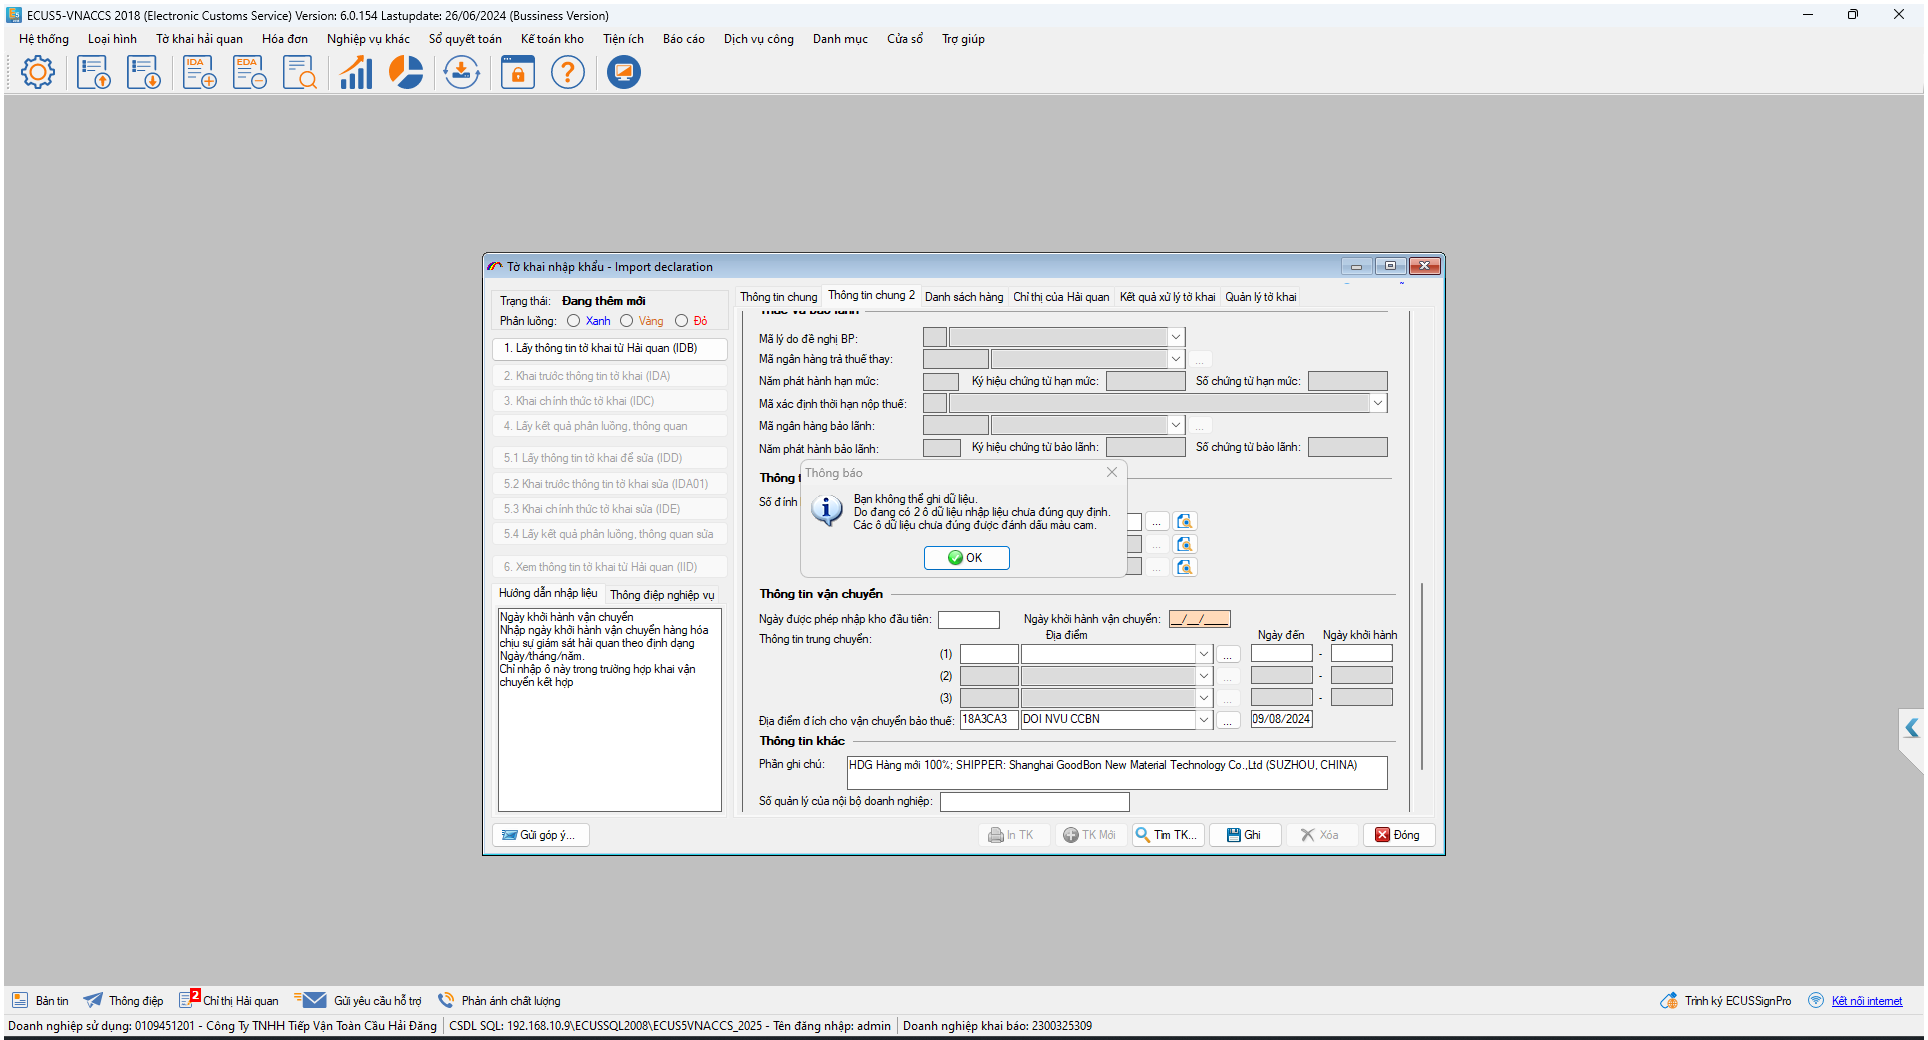 ECUS5-VNACCS 2018 (Electronic Customs Service) Version: 6.0.154 Lastupdate: 26/06/2024 (Bussiness Version)
Hệ thống Loại hình Tờ khai hải quan Hóa đơn Nghiệp vụ khác Sổ quyết toán Kế toán kho Tiện ích Báo cáo Dịch vụ công Danh mục Cửa sổ Trợ giúp
IDA EDA
Tờ khai nhập khẩu - Import declaration
Trạng thái: Đang thêm mới
Phân luồng: Xanh Vàng Đỏ
1. Lấy thông tin tờ khai từ Hải quan (IDB)
2. Khai trước thông tin tờ khai (IDA)
3. Khai chính thức tờ khai (IDC)
4. Lấy kết quả phân luồng, thông quan
5.1 Lấy thông tin tờ khai để sửa (IDD)
5.2 Khai trước thông tin tờ khai sửa (IDA01)
5.3 Khai chính thức tờ khai sửa (IDE)
5.4 Lấy kết quả phân luồng, thông quan sửa
6. Xem thông tin tờ khai từ Hải quan (IID)
Hướng dẫn nhập liệu Thông điệp nghiệp vụ
Ngày khởi hành vận chuyển
Nhập ngày khởi hành vận chuyển hàng hóa
chịu sự giám sát hải quan theo định dạng
Ngày/tháng/năm.
Chỉ nhập ô này trong trường hợp khai vận
chuyển kết hợp
Thông tin chung Thông tin chung 2 Danh sách hàng Chỉ thị của Hải quan Kết quả xử lý tờ khai Quản lý tờ khai
Thuế và bảo lãnh
Mã lý do đề nghị BP:
Mã ngân hàng trả thuế thay: ...
Năm phát hành hạn mức: Ký hiệu chứng từ hạn mức: Số chứng từ hạn mức:
Mã xác định thời hạn nộp thuế:
Mã ngân hàng bảo lãnh: ...
Năm phát hành bảo lãnh: Ký hiệu chứng từ bảo lãnh: Số chứng từ bảo lãnh:
Thông t
Số đính
...
...
...
Thông báo
Bạn không thể ghi dữ liệu.
Do đang có 2 ô dữ liệu nhập liệu chưa đúng quy định.
Các ô dữ liệu chưa đúng được đánh dấu màu cam.
OK
Thông tin vận chuyển
Ngày được phép nhập kho đầu tiên: Ngày khởi hành vận chuyển: __/__/____
Thông tin trung chuyển: Địa điểm Ngày đến Ngày khởi hành
(1) ... -
(2) ... -
(3) ... -
Địa điểm đích cho vận chuyển bảo thuế: 18A3CA3 DOI NVU CCBN ... 09/08/2024
Thông tin khác
Phần ghi chú: HDG Hàng mới 100%; SHIPPER: Shanghai GoodBon New Material Technology Co.,Ltd (SUZHOU, CHINA)
Số quản lý của nội bộ doanh nghiệp:
Gửi góp ý... In TK TK Mới Tìm TK... Ghi Xóa Đóng
Bản tin Thông điệp 2 Chỉ thị Hải quan Gửi yêu cầu hỗ trợ Phản ánh chất lượng Trình ký ECUSSignPro Kết nối internet
Doanh nghiệp sử dụng: 0109451201 - Công Ty TNHH Tiếp Vận Toàn Cầu Hải Đăng CSDL SQL: 192.168.10.9\ECUSSQL2008\ECUS5VNACCS_2025 - Tên đăng nhập: admin Doanh nghiệp khai báo: 2300325309